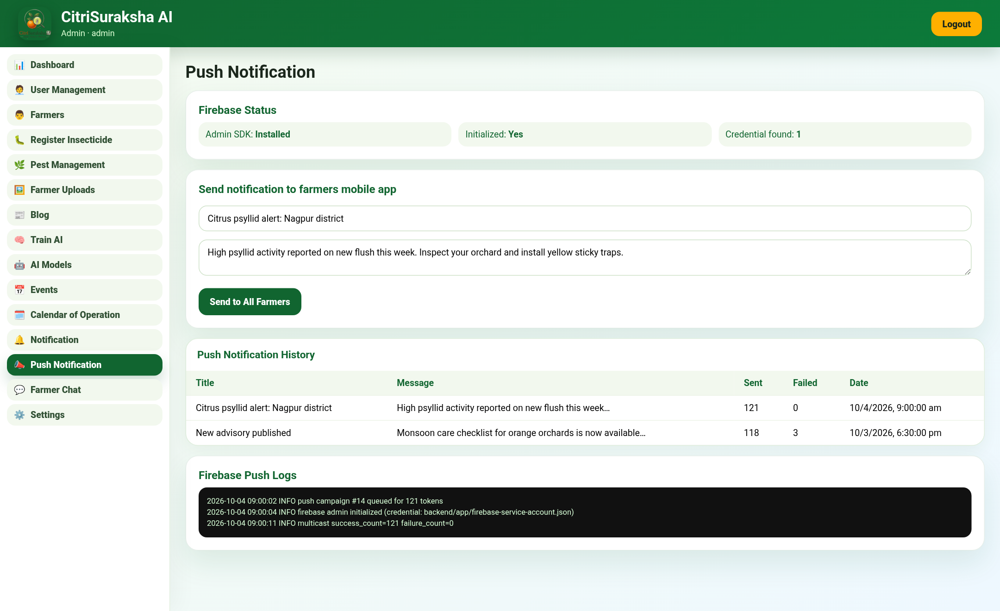 CitriSuraksha AI
Admin · admin
Logout
Dashboard
User Management
Farmers
Register Insecticide
Pest Management
Farmer Uploads
Blog
Train AI
AI Models
Events
Calendar of Operation
Notification
Push Notification
Farmer Chat
Settings
Push Notification
Firebase Status
Admin SDK: Installed
Initialized: Yes
Credential found: 1
Send notification to farmers mobile app
Citrus psyllid alert: Nagpur district
High psyllid activity reported on new flush this week. Inspect your orchard and install yellow sticky traps.
Send to All Farmers
Push Notification History
Title Message Sent Failed Date
Citrus psyllid alert: Nagpur district High psyllid activity reported on new flush this week… 121 0 10/4/2026, 9:00:00 am
New advisory published Monsoon care checklist for orange orchards is now available… 118 3 10/3/2026, 6:30:00 pm
Firebase Push Logs
2026-10-04 09:00:02 INFO push campaign #14 queued for 121 tokens
2026-10-04 09:00:04 INFO firebase admin initialized (credential: backend/app/firebase-service-account.json)
2026-10-04 09:00:11 INFO multicast success_count=121 failure_count=0